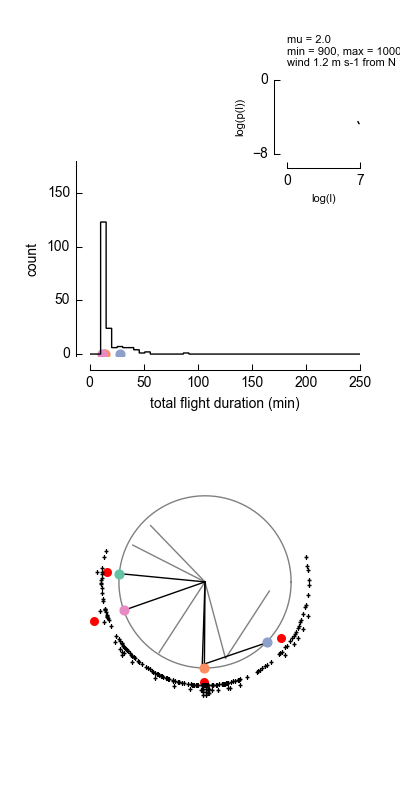 mu = 2.0
min = 900, max = 1000
wind 1.2 m s-1 from N
0
−8
log(p(l))
0 7
log(l)
150
100
50
0
count
0 50 100 150 200 250
total flight duration (min)